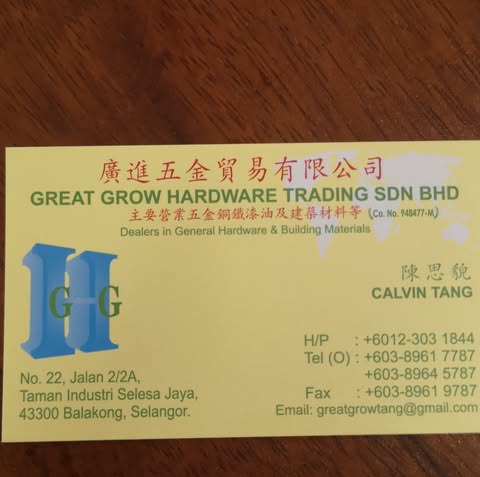 廣進五金貿易有限公司
GREAT GROW HARDWARE TRADING SDN BHD
主要營業五金銅鐵漆油及建築材料等 (Co. No. 948477-M)
Dealers in General Hardware & Building Materials
陳思貌
CALVIN TANG
GHG
H/P : +6012-303 1844
Tel (O) : +603-8961 7787
+603-8964 5787
Fax : +603-8961 9787
Email: greatgrowtang@gmail.com
No. 22, Jalan 2/2A,
Taman Industri Selesa Jaya,
43300 Balakong, Selangor.